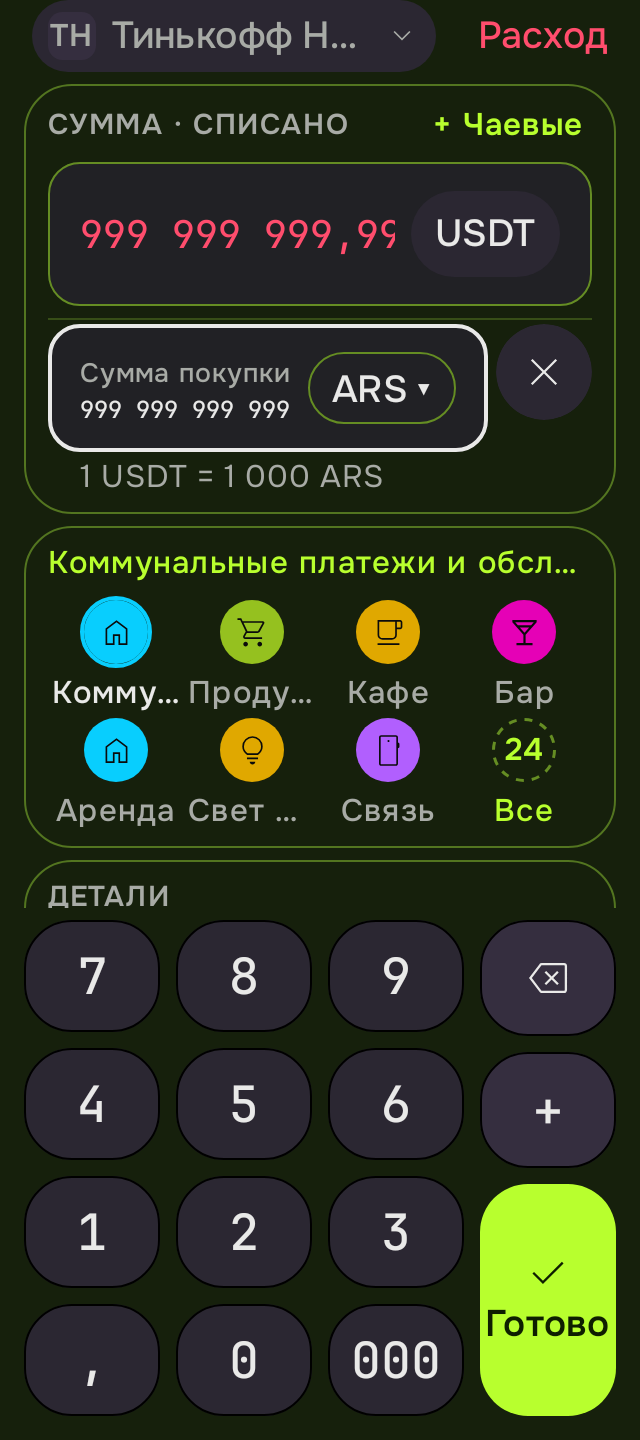 ТН Тинькофф Н... Расход
СУММА · СПИСАНО + Чаевые
999 999 999,99 USDT
Сумма покупки
999 999 999 999 ARS ▾
1 USDT = 1 000 ARS
Коммунальные платежи и обсл...
Комму... Проду... Кафе Бар
24
Аренда Свет ... Связь Все
ДЕТАЛИ
7 8 9
4 5 6 +
1 2 3
Готово
, 0 000